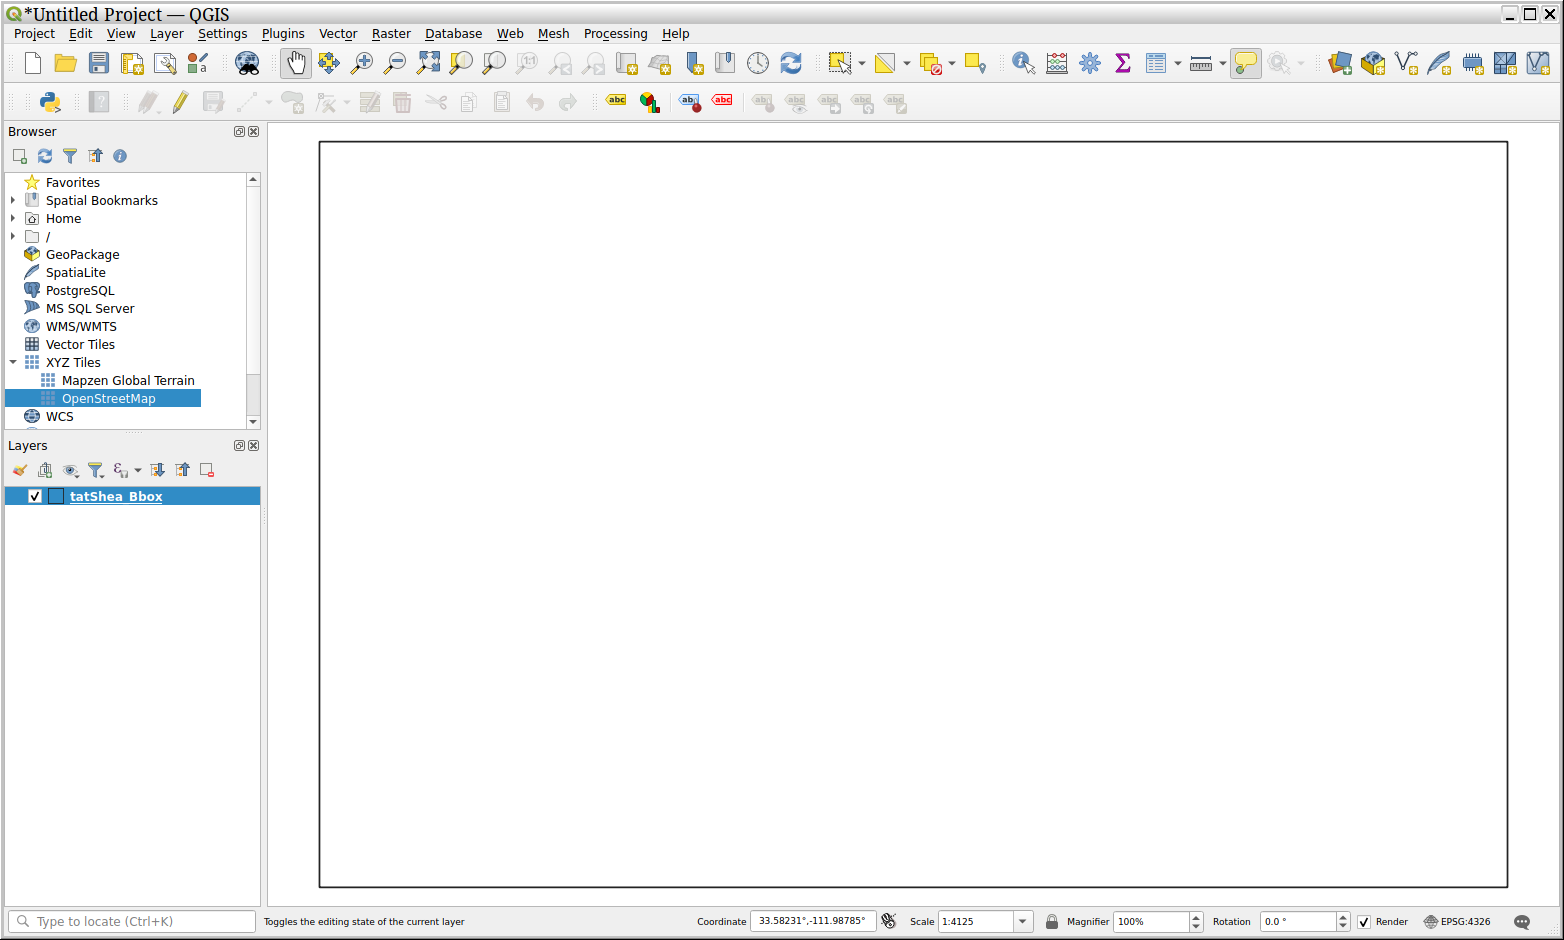 *Untitled Project — QGIS
Project Edit View Layer Settings Plugins Vector Raster Database Web Mesh Processing Help
Browser
Favorites
Spatial Bookmarks
Home
/
GeoPackage
SpatiaLite
PostgreSQL
MS SQL Server
WMS/WMTS
Vector Tiles
XYZ Tiles
Mapzen Global Terrain
OpenStreetMap
WCS
Layers
tatShea_Bbox
Type to locate (Ctrl+K) Toggles the editing state of the current layer Coordinate 33.58231°,-111.98785° Scale 1:4125 Magnifier 100% Rotation 0.0 ° Render EPSG:4326